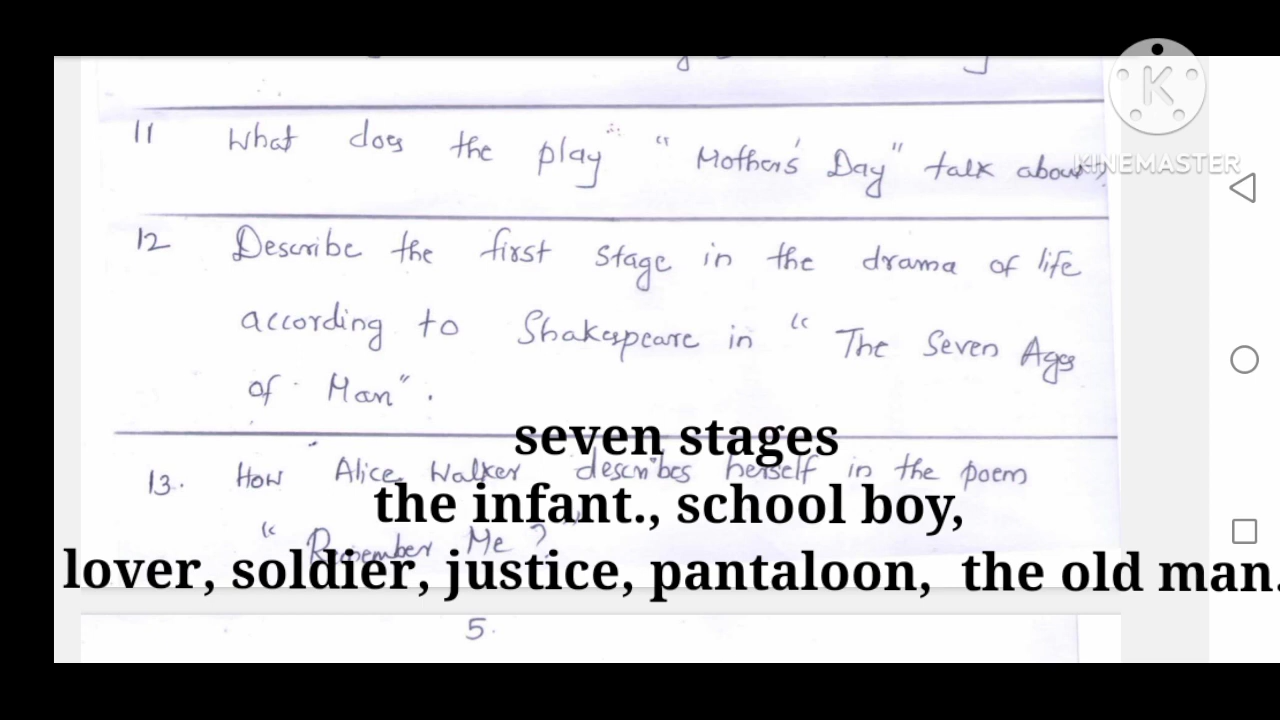 11 What does the play "Mother's Day" talk about
KINEMASTER
12 Describe the first stage in the drama of life
according to Shakespeare in "The Seven Ages
of Man".
seven stages
13. How Alice Walker describes herself in the poem
the infant., school boy,
"Remember Me?"
lover, soldier, justice, pantaloon, the old man.
5.